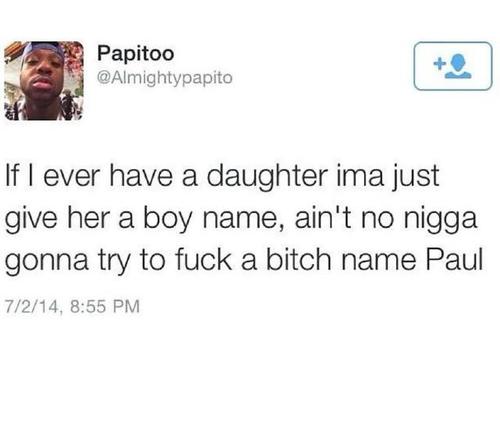 Papitoo
@Almightypapito
If I ever have a daughter ima just
give her a boy name, ain't no nigga
gonna try to fuck a bitch name Paul
7/2/14, 8:55 PM